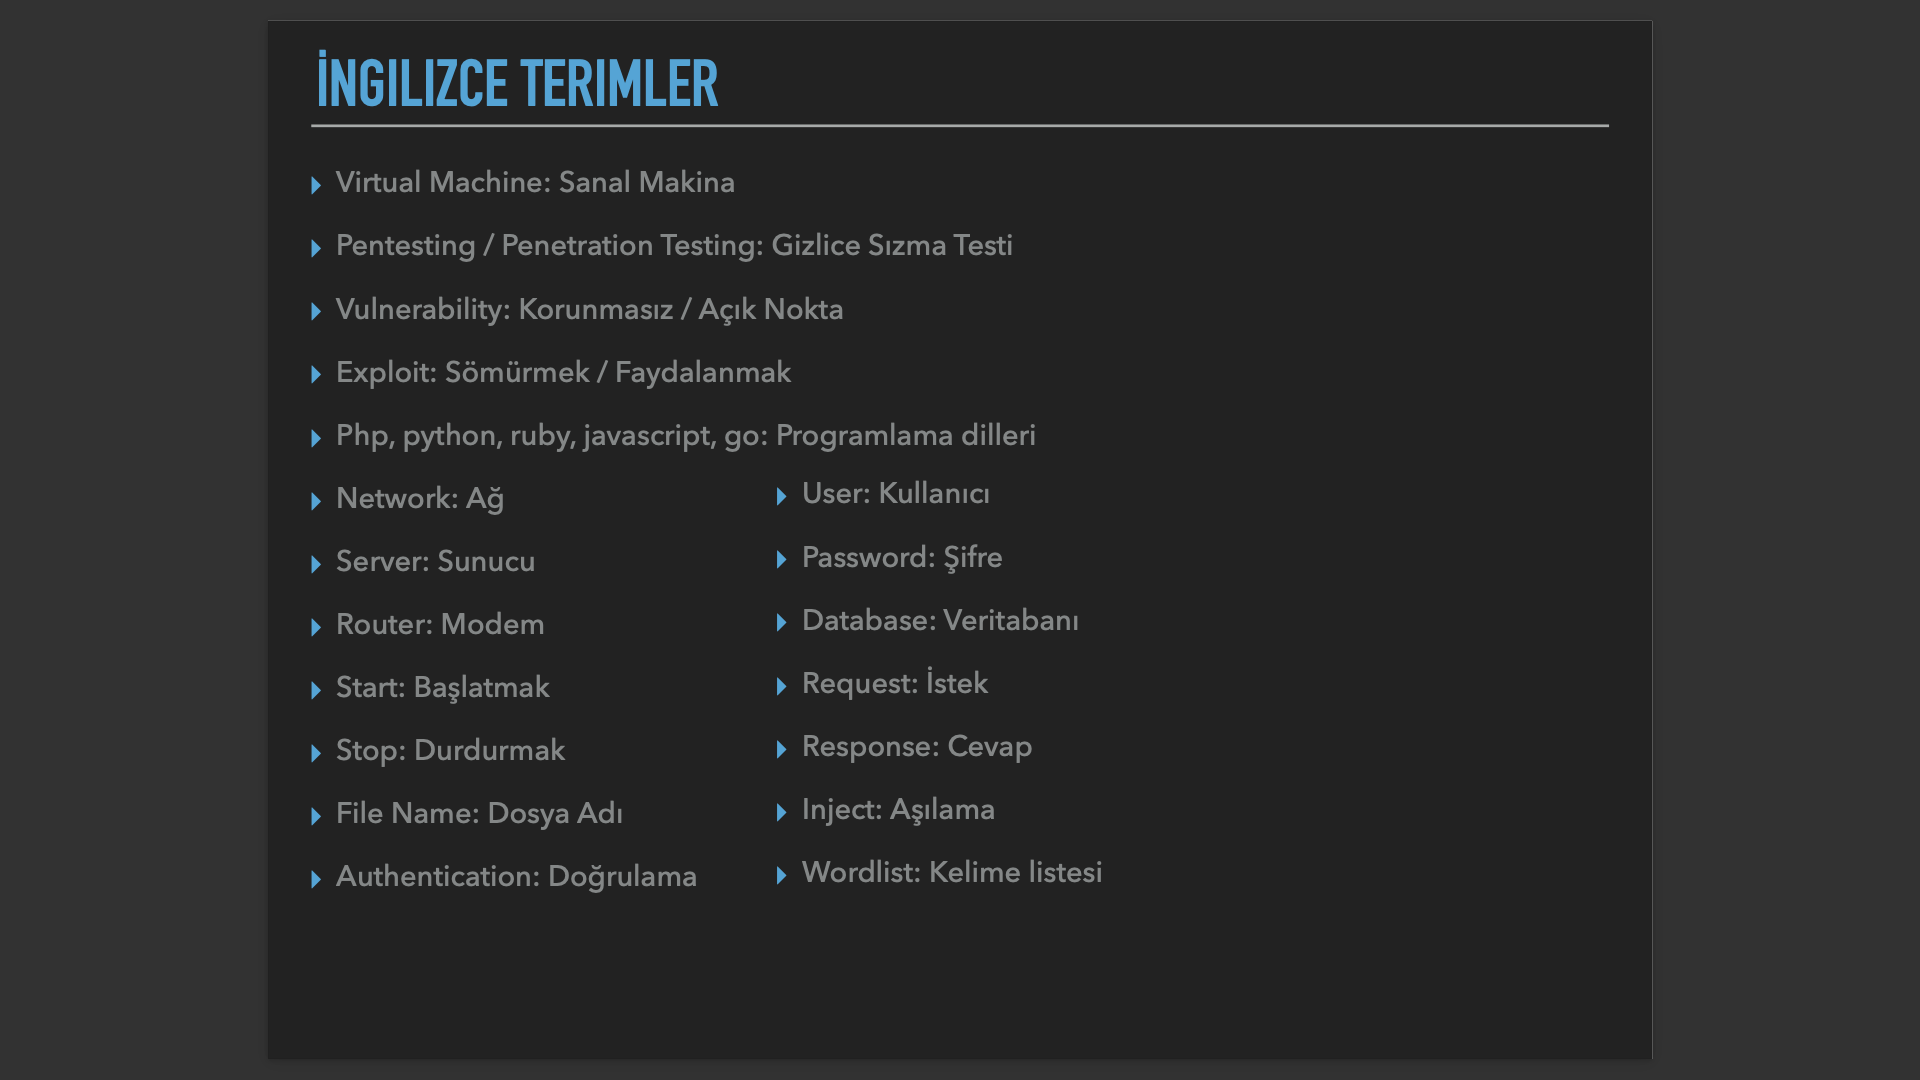 İNGILIZCE TERIMLER
Virtual Machine: Sanal Makina
Pentesting / Penetration Testing: Gizlice Sızma Testi
Vulnerability: Korunmasız / Açık Nokta
Exploit: Sömürmek / Faydalanmak
Php, python, ruby, javascript, go: Programlama dilleri
Network: Ağ
Server: Sunucu
Router: Modem
Start: Başlatmak
Stop: Durdurmak
File Name: Dosya Adı
Authentication: Doğrulama
User: Kullanıcı
Password: Şifre
Database: Veritabanı
Request: İstek
Response: Cevap
Inject: Aşılama
Wordlist: Kelime listesi